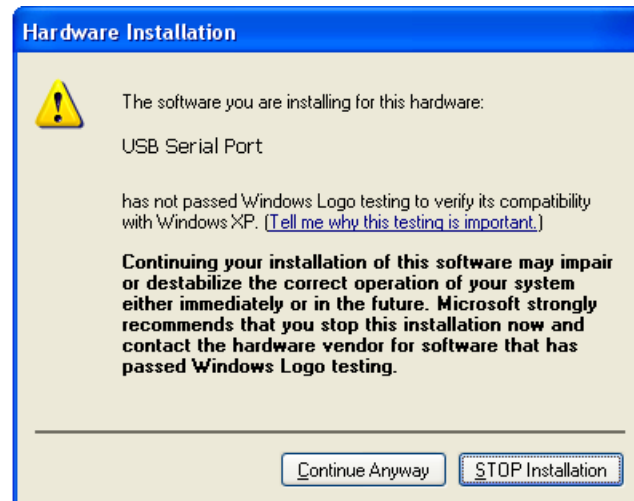 Hardware Installation
The software you are installing for this hardware:
USB Serial Port
has not passed Windows Logo testing to verify its compatibility
with Windows XP. (Tell me why this testing is important.)
Continuing your installation of this software may impair
or destabilize the correct operation of your system
either immediately or in the future. Microsoft strongly
recommends that you stop this installation now and
contact the hardware vendor for software that has
passed Windows Logo testing.
Continue Anyway
STOP Installation